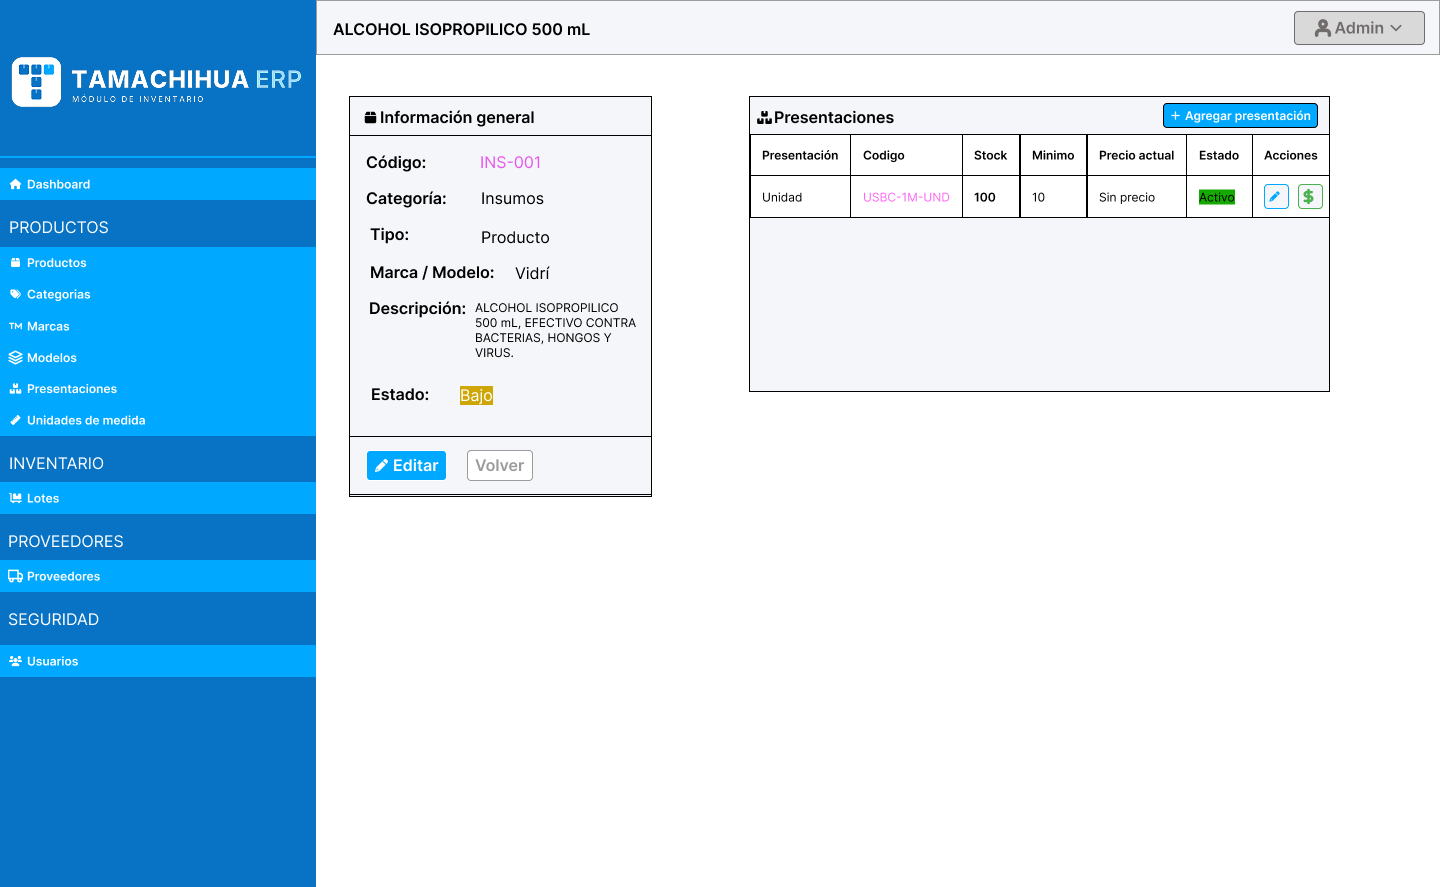 TAMACHIHUA ERP
MÓDULO DE INVENTARIO
Dashboard
PRODUCTOS
Productos
Categorias
TM Marcas
Modelos
Presentaciones
Unidades de medida
INVENTARIO
Lotes
PROVEEDORES
Proveedores
SEGURIDAD
Usuarios
ALCOHOL ISOPROPILICO 500 mL
Admin
Información general
Código: INS-001
Categoría: Insumos
Tipo: Producto
Marca / Modelo: Vidrí
Descripción: ALCOHOL ISOPROPILICO
500 mL, EFECTIVO CONTRA
BACTERIAS, HONGOS Y
VIRUS.
Estado: Bajo
Editar Volver
Presentaciones + Agregar presentación
Presentación Codigo Stock Minimo Precio actual Estado Acciones
Unidad USBC-1M-UND 100 10 Sin precio Activo $